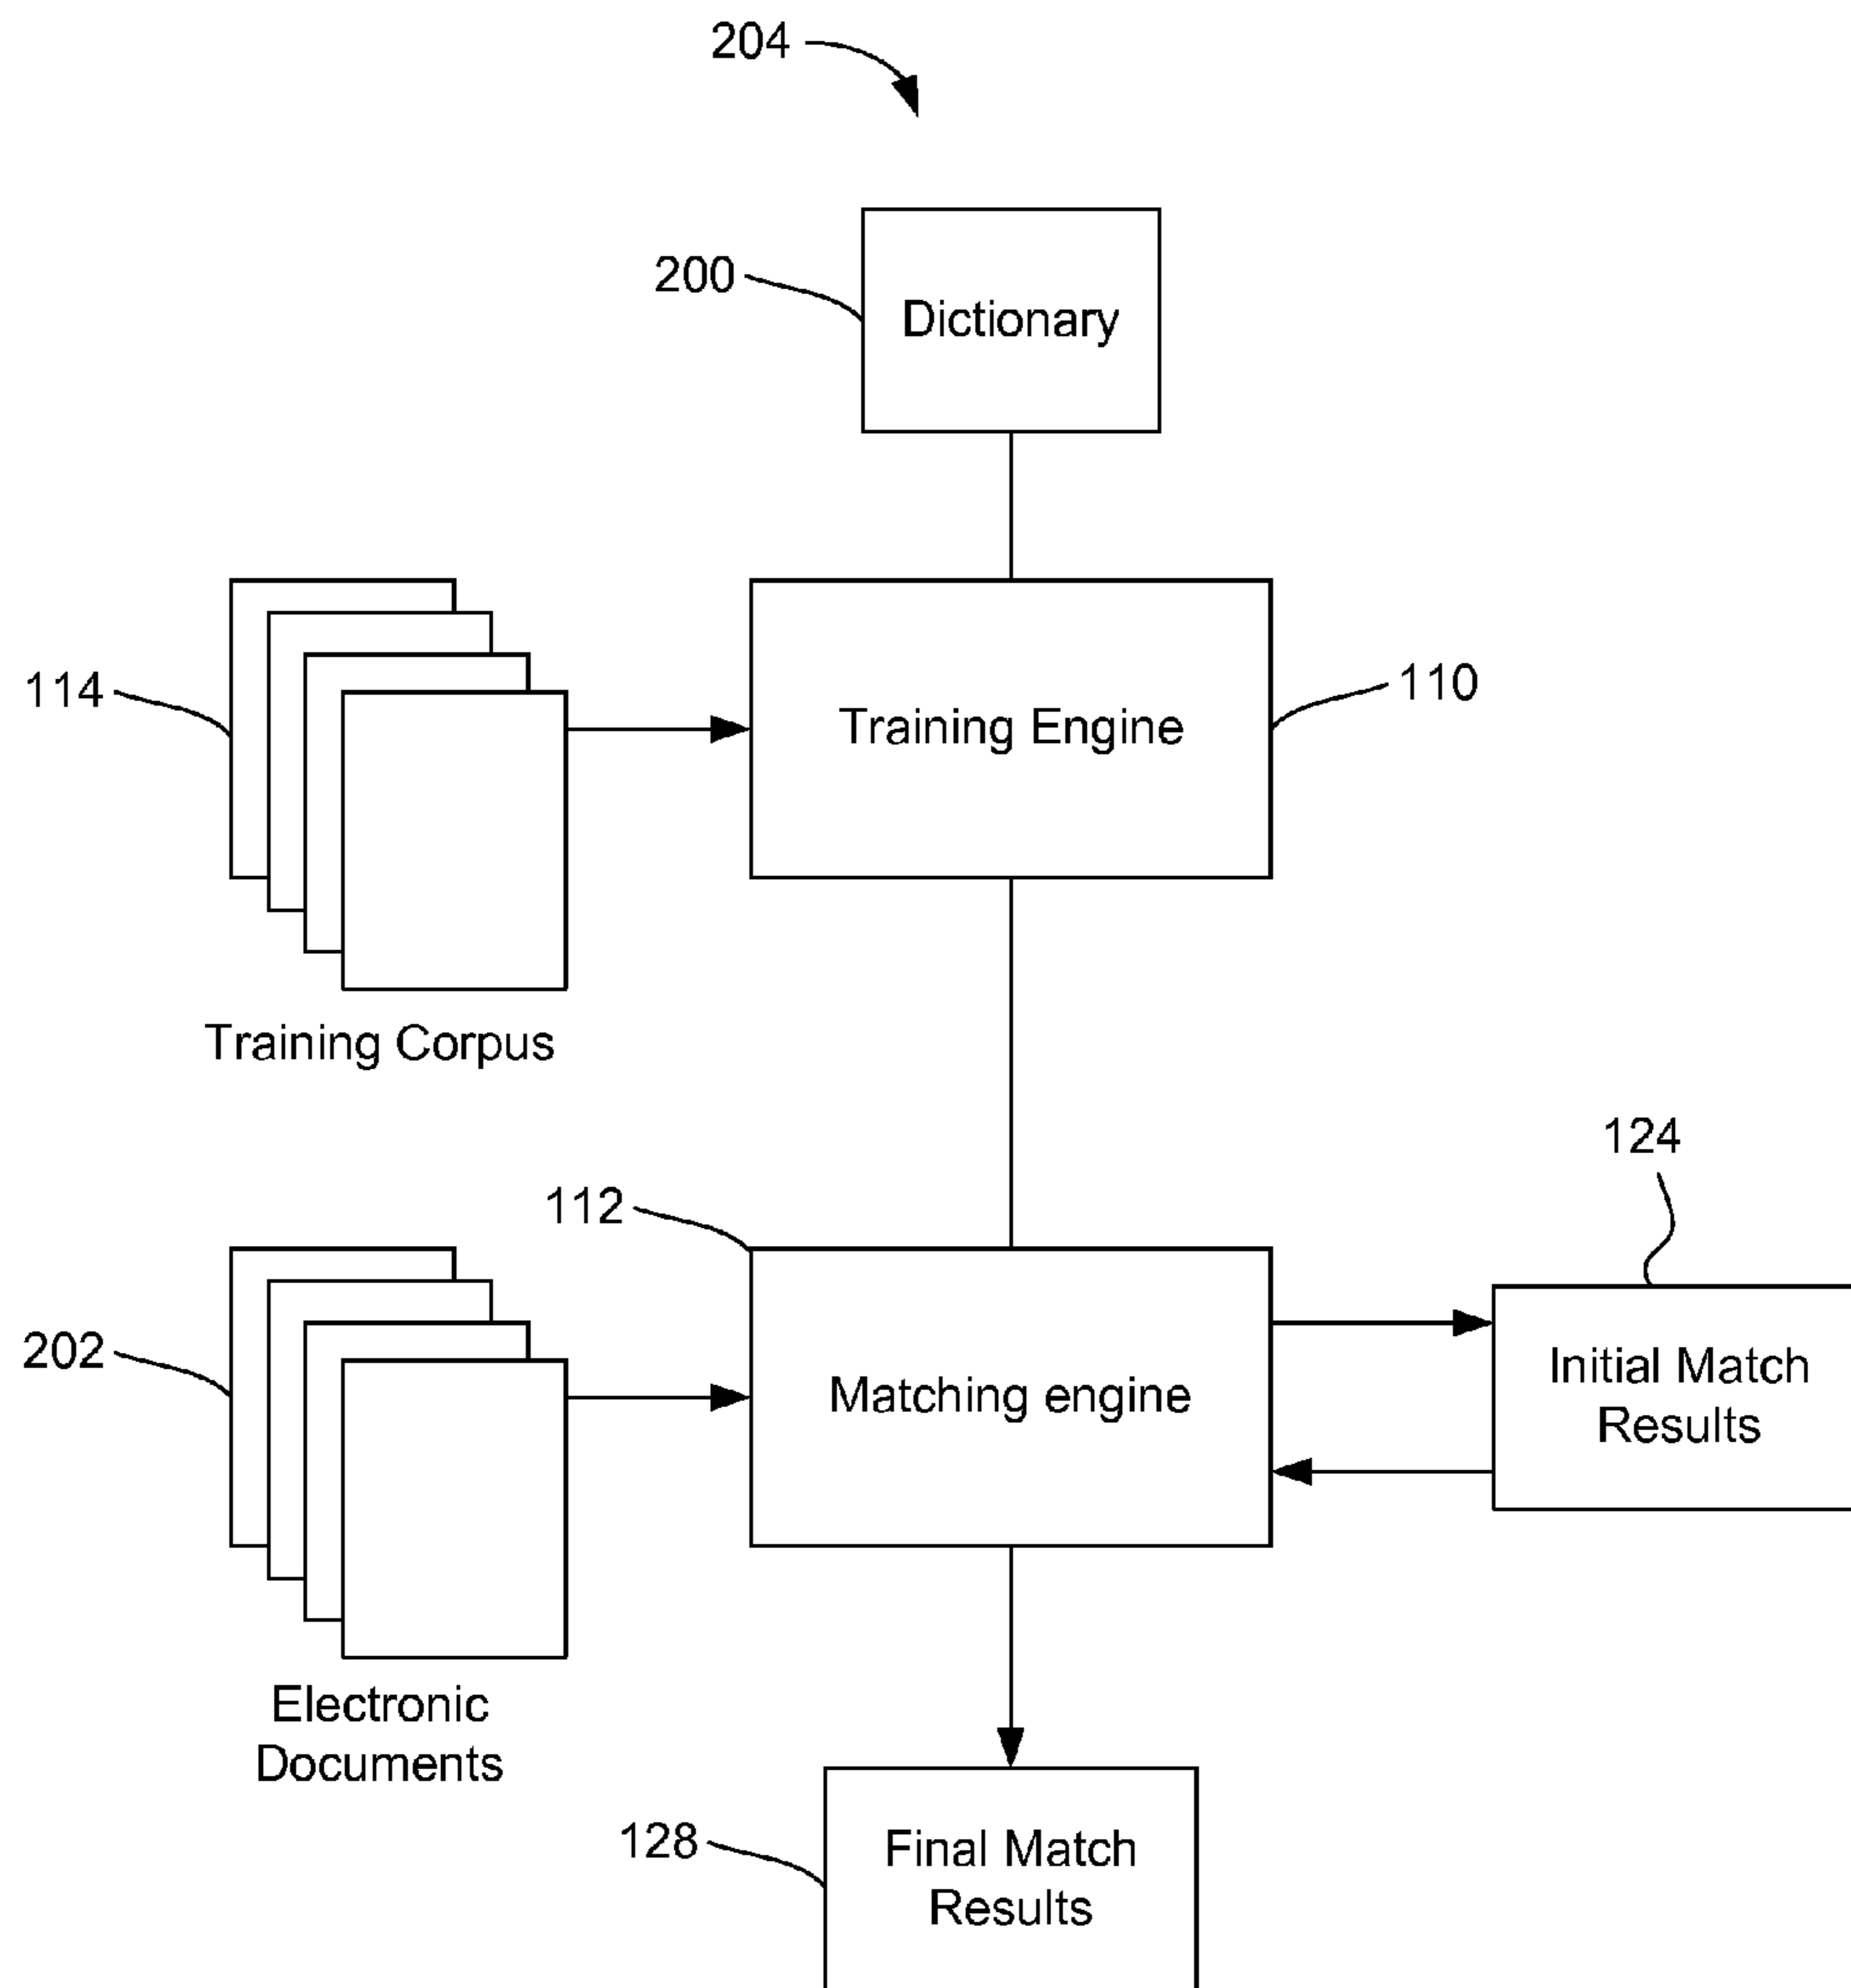 204
200
Dictionary
114
Training Engine
110
Training Corpus
124
112
202
Matching engine
Initial Match
Results
Electronic
Documents
128
Final Match
Results